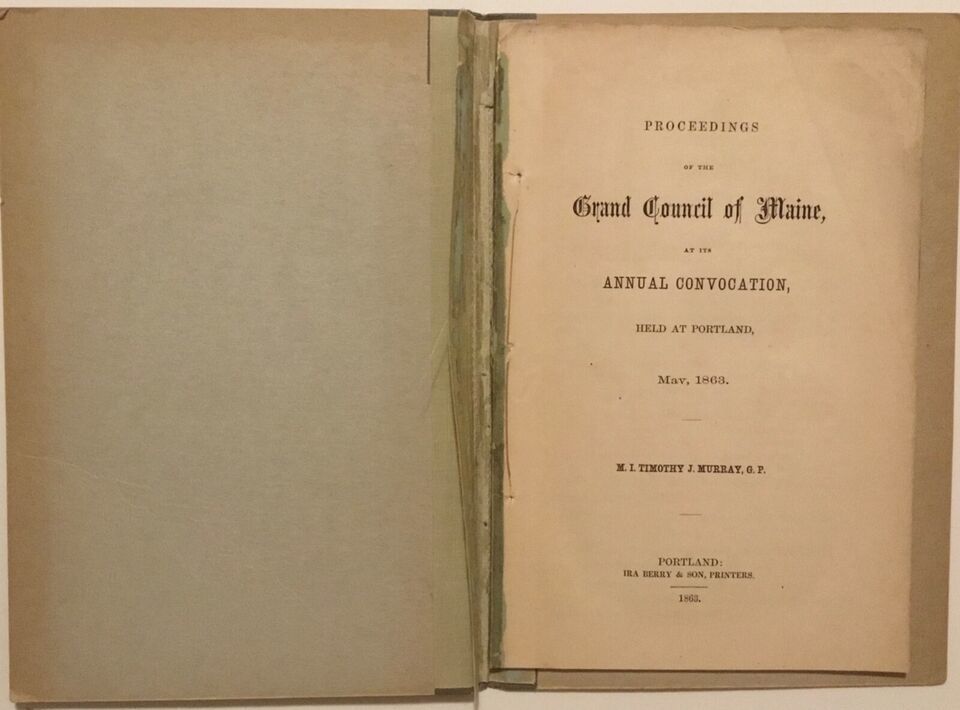 PROCEEDINGS
OF THE
Grand Council of Maine,
AT ITS
ANNUAL CONVOCATION,
HELD AT PORTLAND,
May, 1863.
M. I. TIMOTHY J. MURRAY, G. P.
PORTLAND:
IRA BERRY & SON, PRINTERS.
1863.